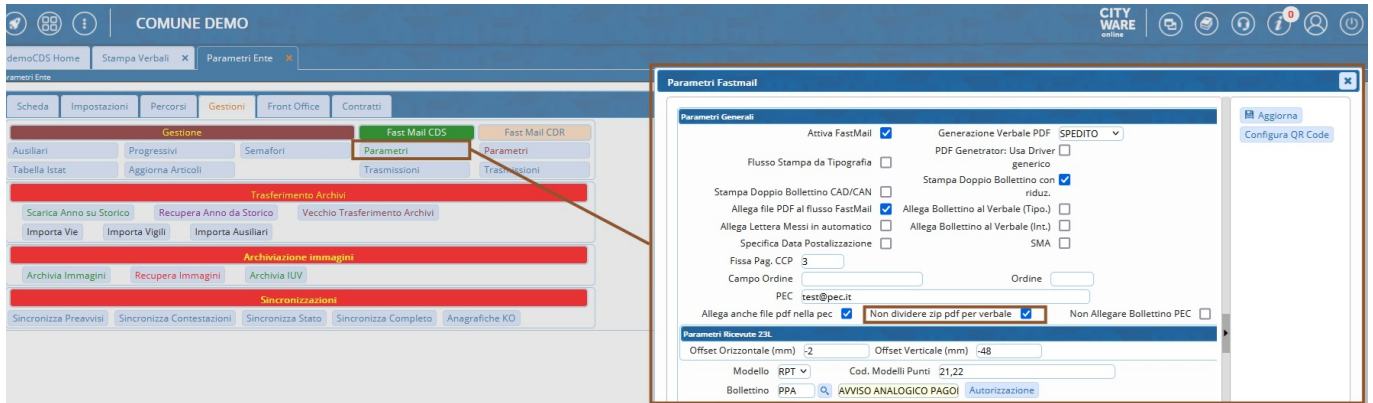 COMUNE DEMO
CITY
WARE
online
0
demoCDS Home Stampa Verbali × Parametri Ente ×
rametri Ente
Scheda Impostazioni Percorsi Gestioni Front Office Contratti
Gestione Fast Mail CDS Fast Mail CDR
Ausiliari Progressivi Semafori Parametri Parametri
Tabella Istat Aggiorna Articoli Trasmissioni Trasmissioni
Trasferimento Archivi
Scarica Anno su Storico Recupera Anno da Storico Vecchio Trasferimento Archivi
Importa Vie Importa Vigili Importa Ausiliari
Archiviazione immagini
Archivia Immagini Recupera Immagini Archivia IUV
Sincronizzazioni
Sincronizza Preavvisi Sincronizza Contestazioni Sincronizza Stato Sincronizza Completo Anagrafiche KO
Parametri Fastmail
Parametri Generali
Attiva FastMail Generazione Verbale PDF SPEDITO
Flusso Stampa da Tipografia PDF Genetrator: Usa Driver
generico
Stampa Doppio Bollettino CAD/CAN Stampa Doppio Bollettino con
riduz.
Allega file PDF al flusso FastMail Allega Bollettino al Verbale (Tipo.)
Allega Lettera Messi in automatico Allega Bollettino al Verbale (Int.)
Specifica Data Postalizzazione SMA
Fissa Pag. CCP 3
Campo Ordine Ordine
PEC test@pec.it
Allega anche file pdf nella pec Non dividere zip pdf per verbale Non Allegare Bollettino PEC
Parametri Ricevute 23L
Offset Orizzontale (mm) -2 Offset Verticale (mm) -48
Modello RPT Cod. Modelli Punti 21,22
Bollettino PPA AVVISO ANALOGICO PAGO Autorizzazione
Aggiorna
Configura QR Code